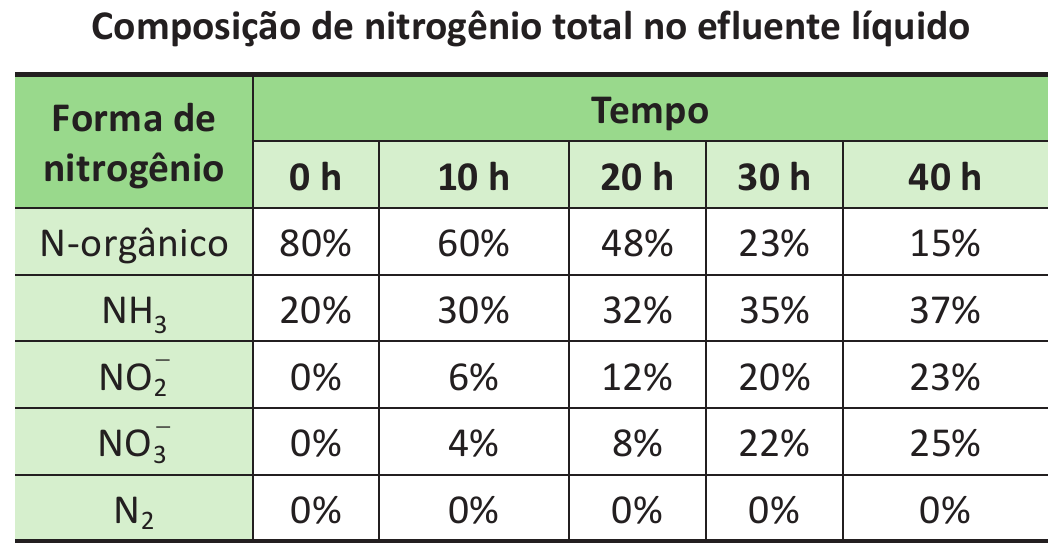 Composição de nitrogênio total no efluente líquido
Forma de nitrogênio Tempo
0 h 10 h 20 h 30 h 40 h
N-orgânico 80% 60% 48% 23% 15%
NH₃ 20% 30% 32% 35% 37%
NO₂⁻ 0% 6% 12% 20% 23%
NO₃⁻ 0% 4% 8% 22% 25%
N₂ 0% 0% 0% 0% 0%